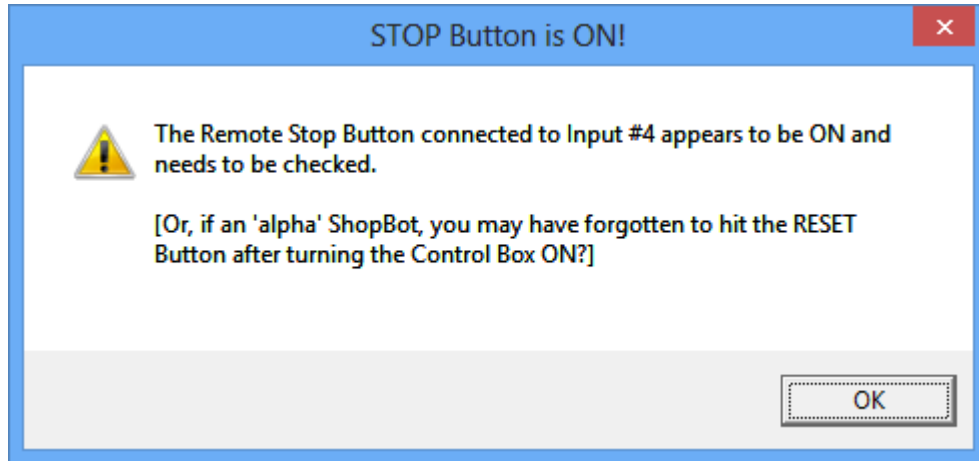 STOP Button is ON!
The Remote Stop Button connected to Input #4 appears to be ON and
needs to be checked.
[Or, if an 'alpha' ShopBot, you may have forgotten to hit the RESET
Button after turning the Control Box ON?]
OK